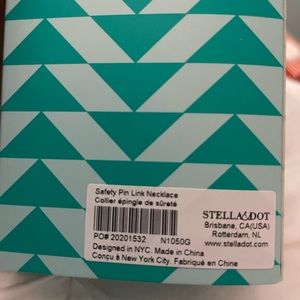 Safety Pin Link Necklace
Collier épingle de sûreté
PO# 20201532 N1050G
Designed in NYC. Made in China
Conçu à New York City. Fabriqué en Chine
STELLA&DOT
Brisbane, CA(USA)
Rotterdam, NL
www.stelladot.com